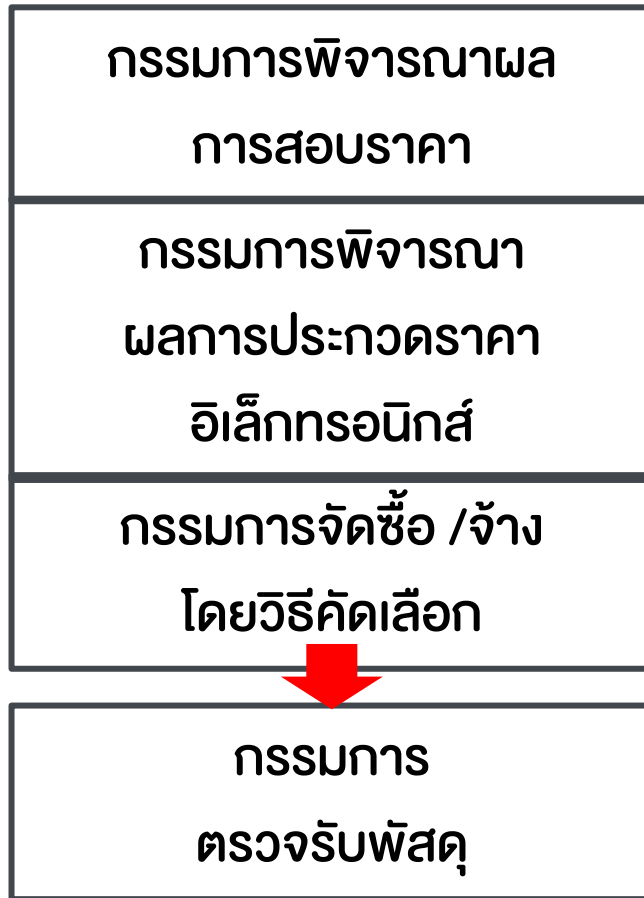 กรรมการพิจารณาผล
การสอบราคา
กรรมการพิจารณา
ผลการประกวดราคา
อิเล็กทรอนิกส์
กรรมการจัดซื้อ /จ้าง
โดยวิธีคัดเลือก
กรรมการ
ตรวจรับพัสดุ